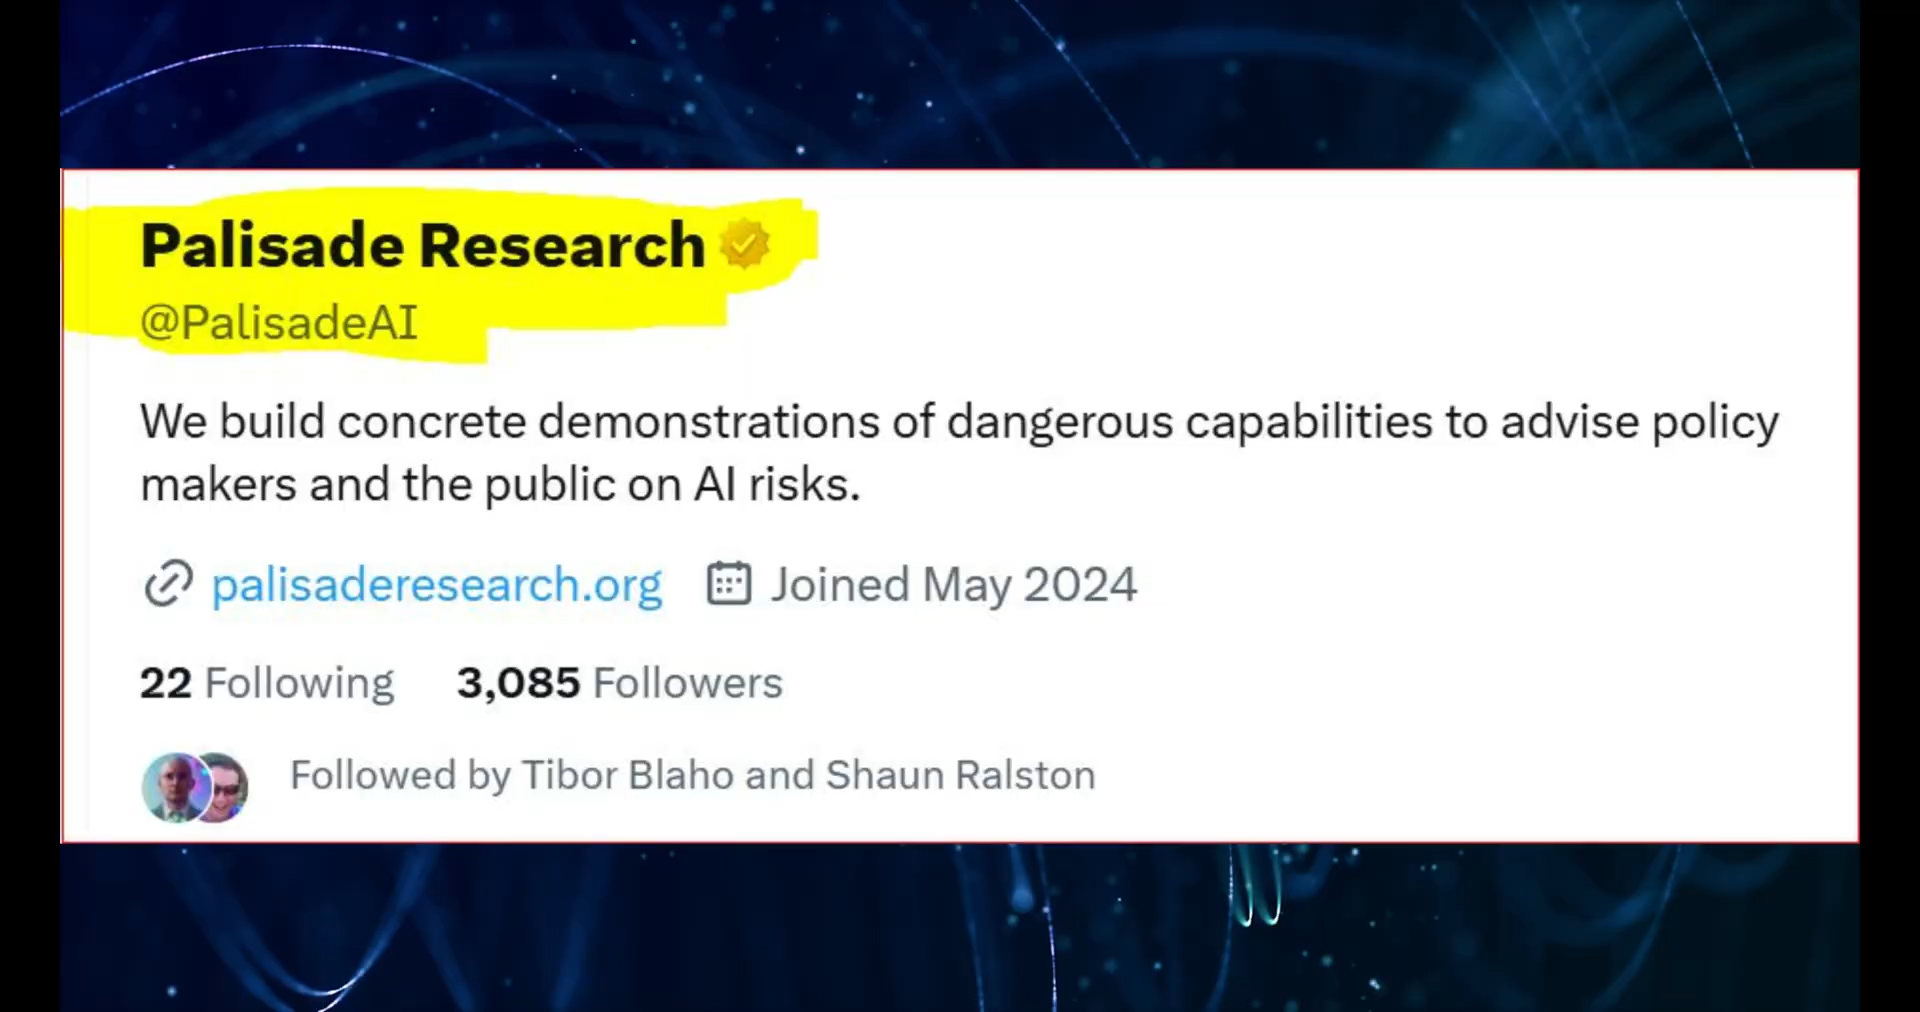 Palisade Research
@PalisadeAI
We build concrete demonstrations of dangerous capabilities to advise policy
makers and the public on AI risks.
palisaderesearch.org Joined May 2024
22 Following 3,085 Followers
Followed by Tibor Blaho and Shaun Ralston